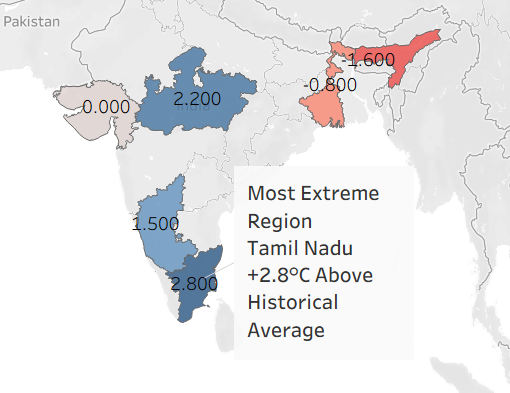 Pakistan
-1.600
-0.800
0.000
2.200
India
Most Extreme
Region
Tamil Nadu
+2.8°C Above
Historical
Average
1.500
2.800